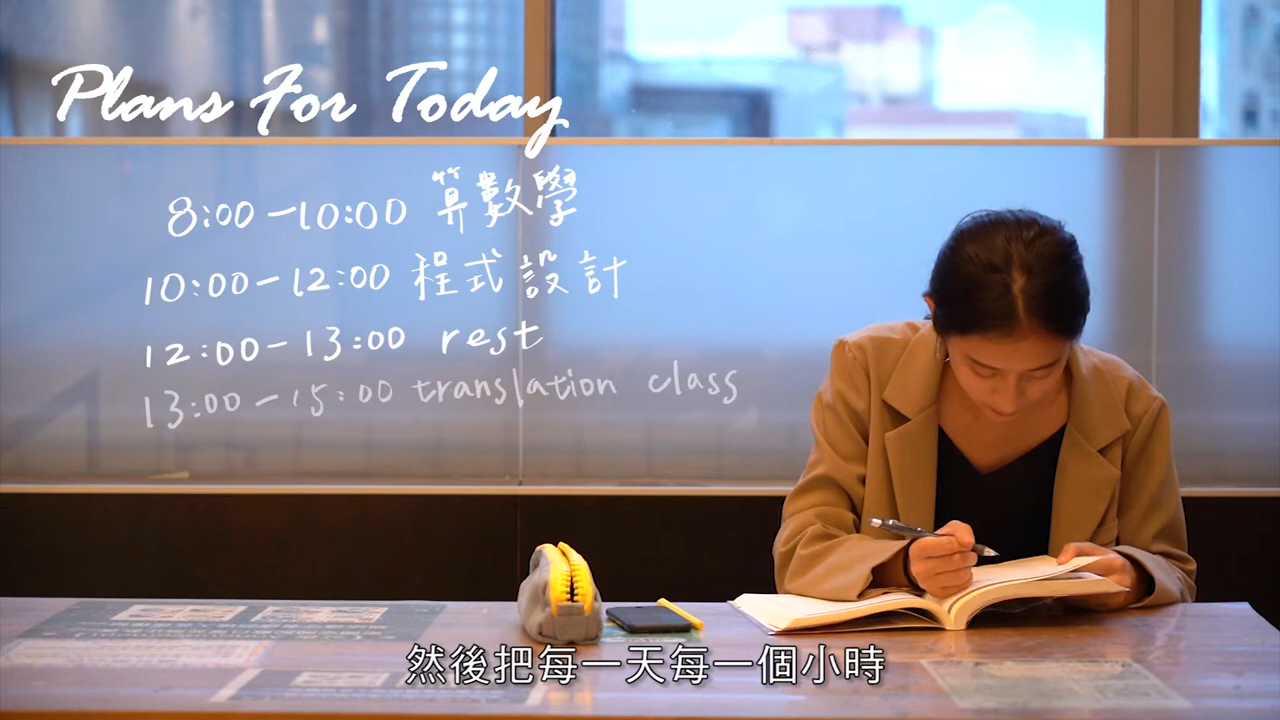 Plans For Today
8:00－10:00 算數學
10:00－12:00 程式設計
12:00－13:00 rest
13:00－15:00 translation class
然後把每一天每一個小時